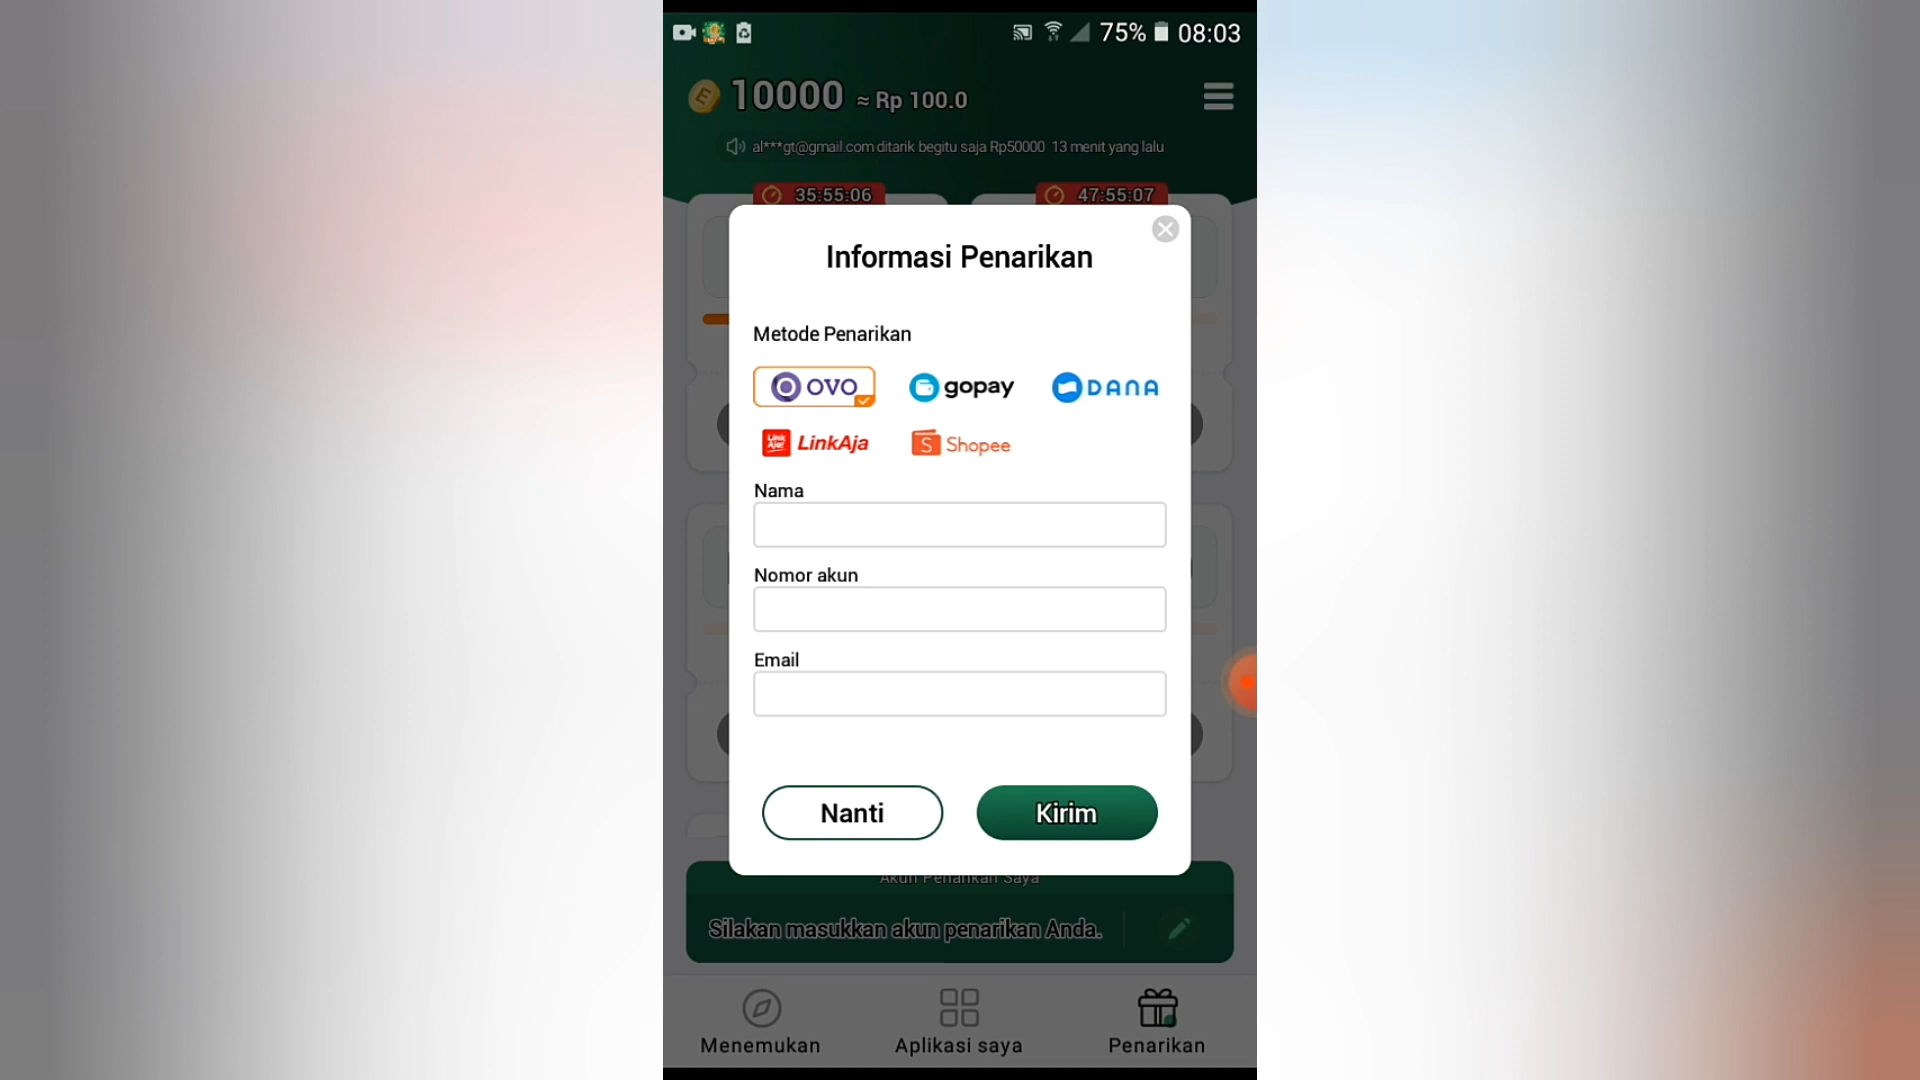 75% 08:03
10000 ≈ Rp 100.0
al***gt@gmail.com ditarik begitu saja Rp50000 13 menit yang lalu
35:55:06 47:55:07
Informasi Penarikan
Metode Penarikan
OVO gopay DANA
Link Aja! LinkAja S Shopee
Nama
Nomor akun
Email
Nanti Kirim
Akun Penarikan Saya
Silakan masukkan akun penarikan Anda.
Menemukan Aplikasi saya Penarikan